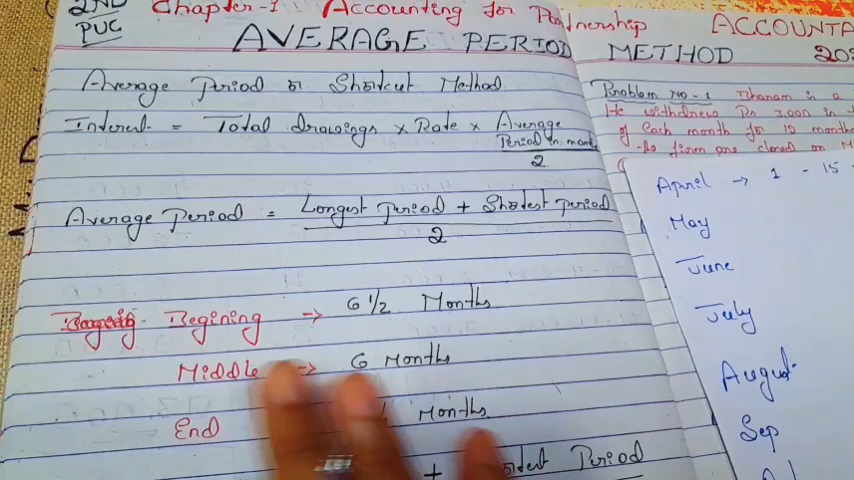 2ND Chapter-1 Accounting for Partnership
PUC
AVERAGE PERIOD
Average Period or Shortcut Method
Interest = Total drawings × Rate × Average
Period in
2
Average Period = Longest Period + Shortest period
2
Begining → 6 1/2 Months
Middle → 6 Months
End Months
+ Period
ACCOUNTA
METHOD
Problem No-1 is a
He withdrew Rs 3,000 in
of Each month for 12 months
the firm are closed on M
April → 1 - 15
May
June
July
August
Sep